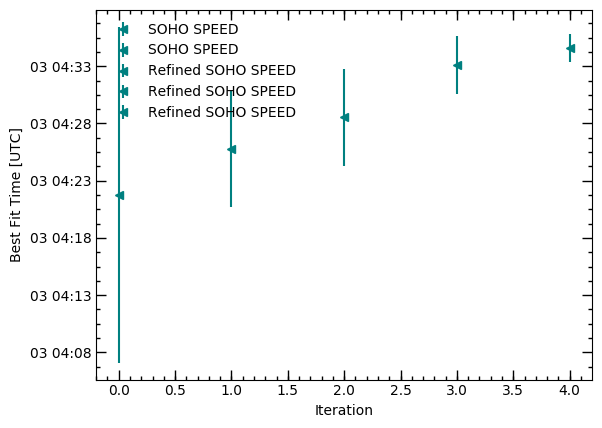 SOHO SPEED
SOHO SPEED
Refined SOHO SPEED
Refined SOHO SPEED
Refined SOHO SPEED
Best Fit Time [UTC]
03 04:33
03 04:28
03 04:23
03 04:18
03 04:13
03 04:08
0.0 0.5 1.0 1.5 2.0 2.5 3.0 3.5 4.0
Iteration